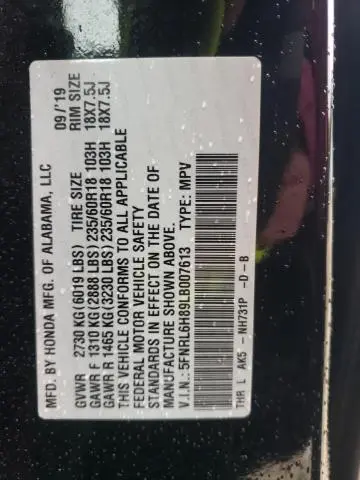 MFD. BY HONDA MFG. OF ALABAMA, LLC 09/'19
TIRE SIZE RIM SIZE
GVWR 2730 KG(6019 LBS)
GAWR F 1310 KG(2888 LBS) 235/60R18 103H 18X7.5J
GAWR R 1465 KG(3230 LBS) 235/60R18 103H 18X7.5J
THIS VEHICLE CONFORMS TO ALL APPLICABLE
FEDERAL MOTOR VEHICLE SAFETY
STANDARDS IN EFFECT ON THE DATE OF
MANUFACTURE SHOWN ABOVE.
V.I.N.: 5FNRL6H89LB007613 TYPE: MPV
THR L AK5 - NH731P -D-B